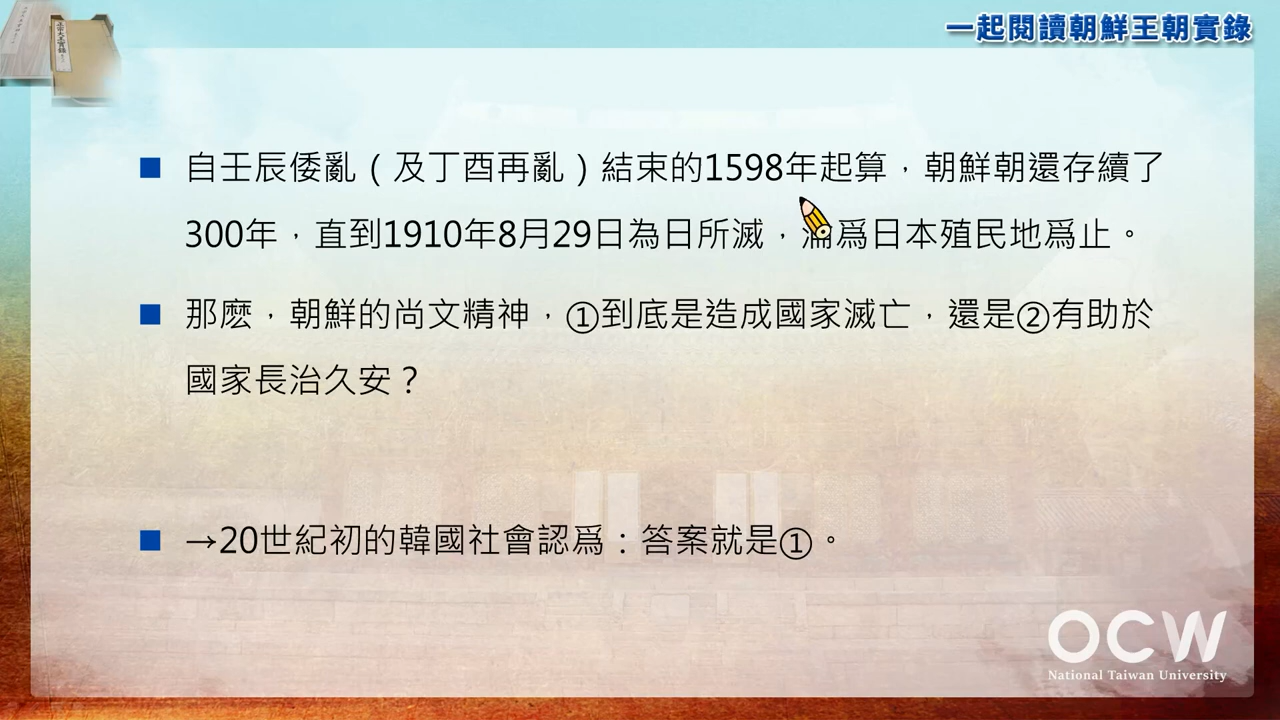 一起閱讀朝鮮王朝實錄
■ 自壬辰倭亂（及丁酉再亂）結束的1598年起算，朝鮮朝還存續了
300年，直到1910年8月29日為日所滅，淪爲日本殖民地爲止。
■ 那麽，朝鮮的尚文精神，①到底是造成國家滅亡，還是②有助於
國家長治久安？
■ →20世紀初的韓國社會認爲：答案就是①。
OCW
National Taiwan University